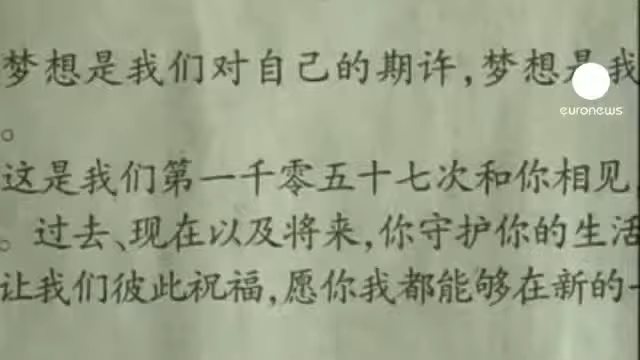 梦想是我们对自己的期许,梦想是我
。
这是我们第一千零五十七次和你相见
。过去、现在以及将来,你守护你的生活
让我们彼此祝福,愿你我都能够在新的一
euronews